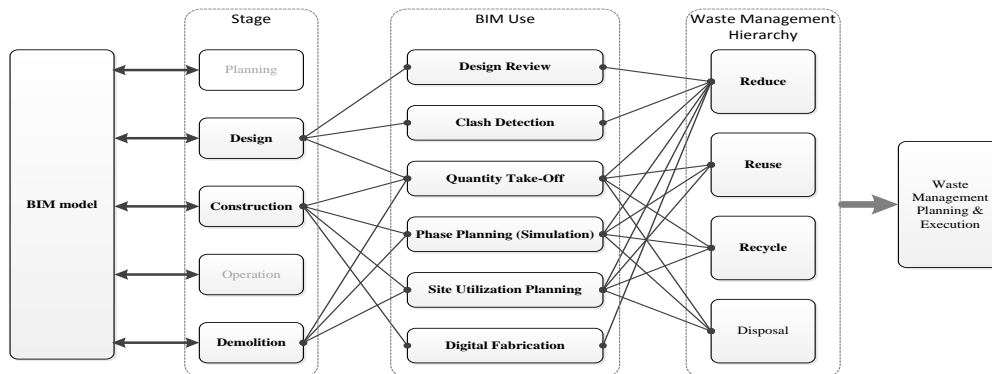 Stage
BIM Use
Waste Management
Hierarchy
BIM model
Planning
Design
Construction
Operation
Demolition
Design Review
Clash Detection
Quantity Take-Off
Phase Planning (Simulation)
Site Utilization Planning
Digital Fabrication
Reduce
Reuse
Recycle
Disposal
Waste
Management
Planning &
Execution